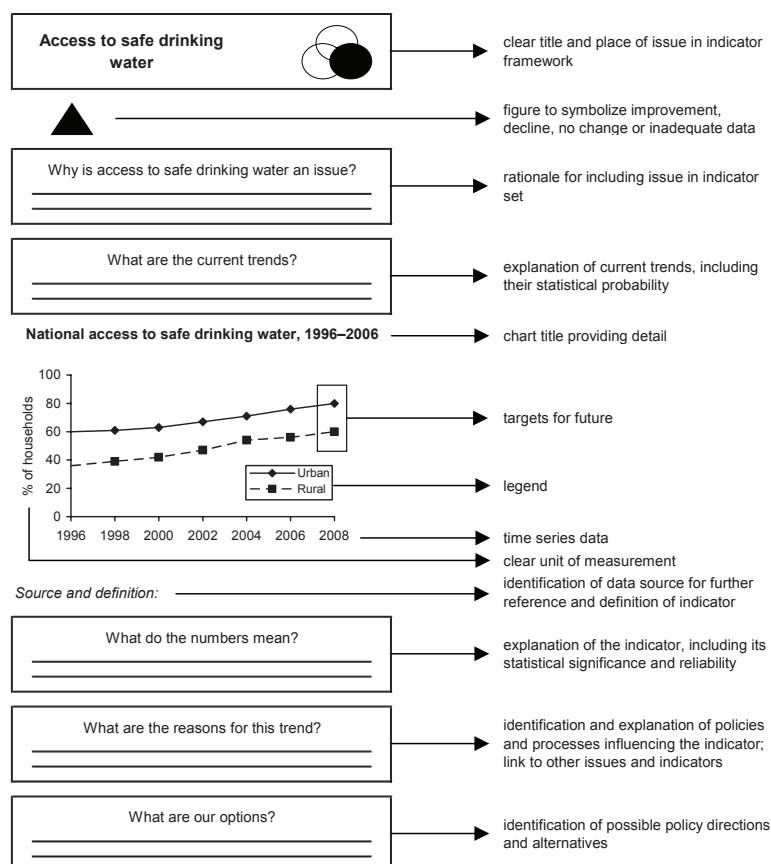 Access to safe drinking
water
clear title and place of issue in indicator
framework
figure to symbolize improvement,
decline, no change or inadequate data
Why is access to safe drinking water an issue?
rationale for including issue in indicator
set
What are the current trends?
explanation of current trends, including
their statistical probability
National access to safe drinking water, 1996–2006
chart title providing detail
% of households
100
80
60
40
20
0
1996 1998 2000 2002 2004 2006 2008
Urban
Rural
targets for future
legend
time series data
clear unit of measurement
Source and definition:
identification of data source for further
reference and definition of indicator
What do the numbers mean?
explanation of the indicator, including its
statistical significance and reliability
What are the reasons for this trend?
identification and explanation of policies
and processes influencing the indicator;
link to other issues and indicators
What are our options?
identification of possible policy directions
and alternatives